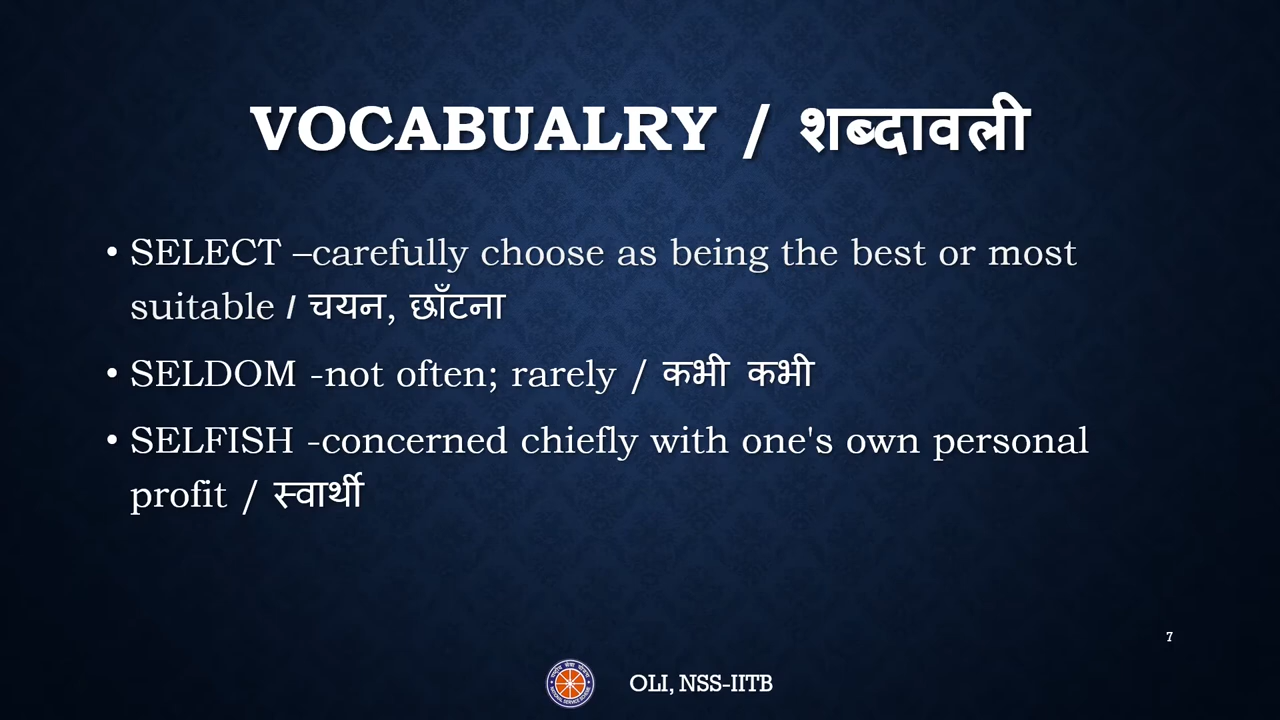 VOCABUALRY / शब्दावली
• SELECT –carefully choose as being the best or most
suitable / चयन, छाँटना
• SELDOM -not often; rarely / कभी कभी
• SELFISH -concerned chiefly with one's own personal
profit / स्वार्थी
7
OLI, NSS-IITB